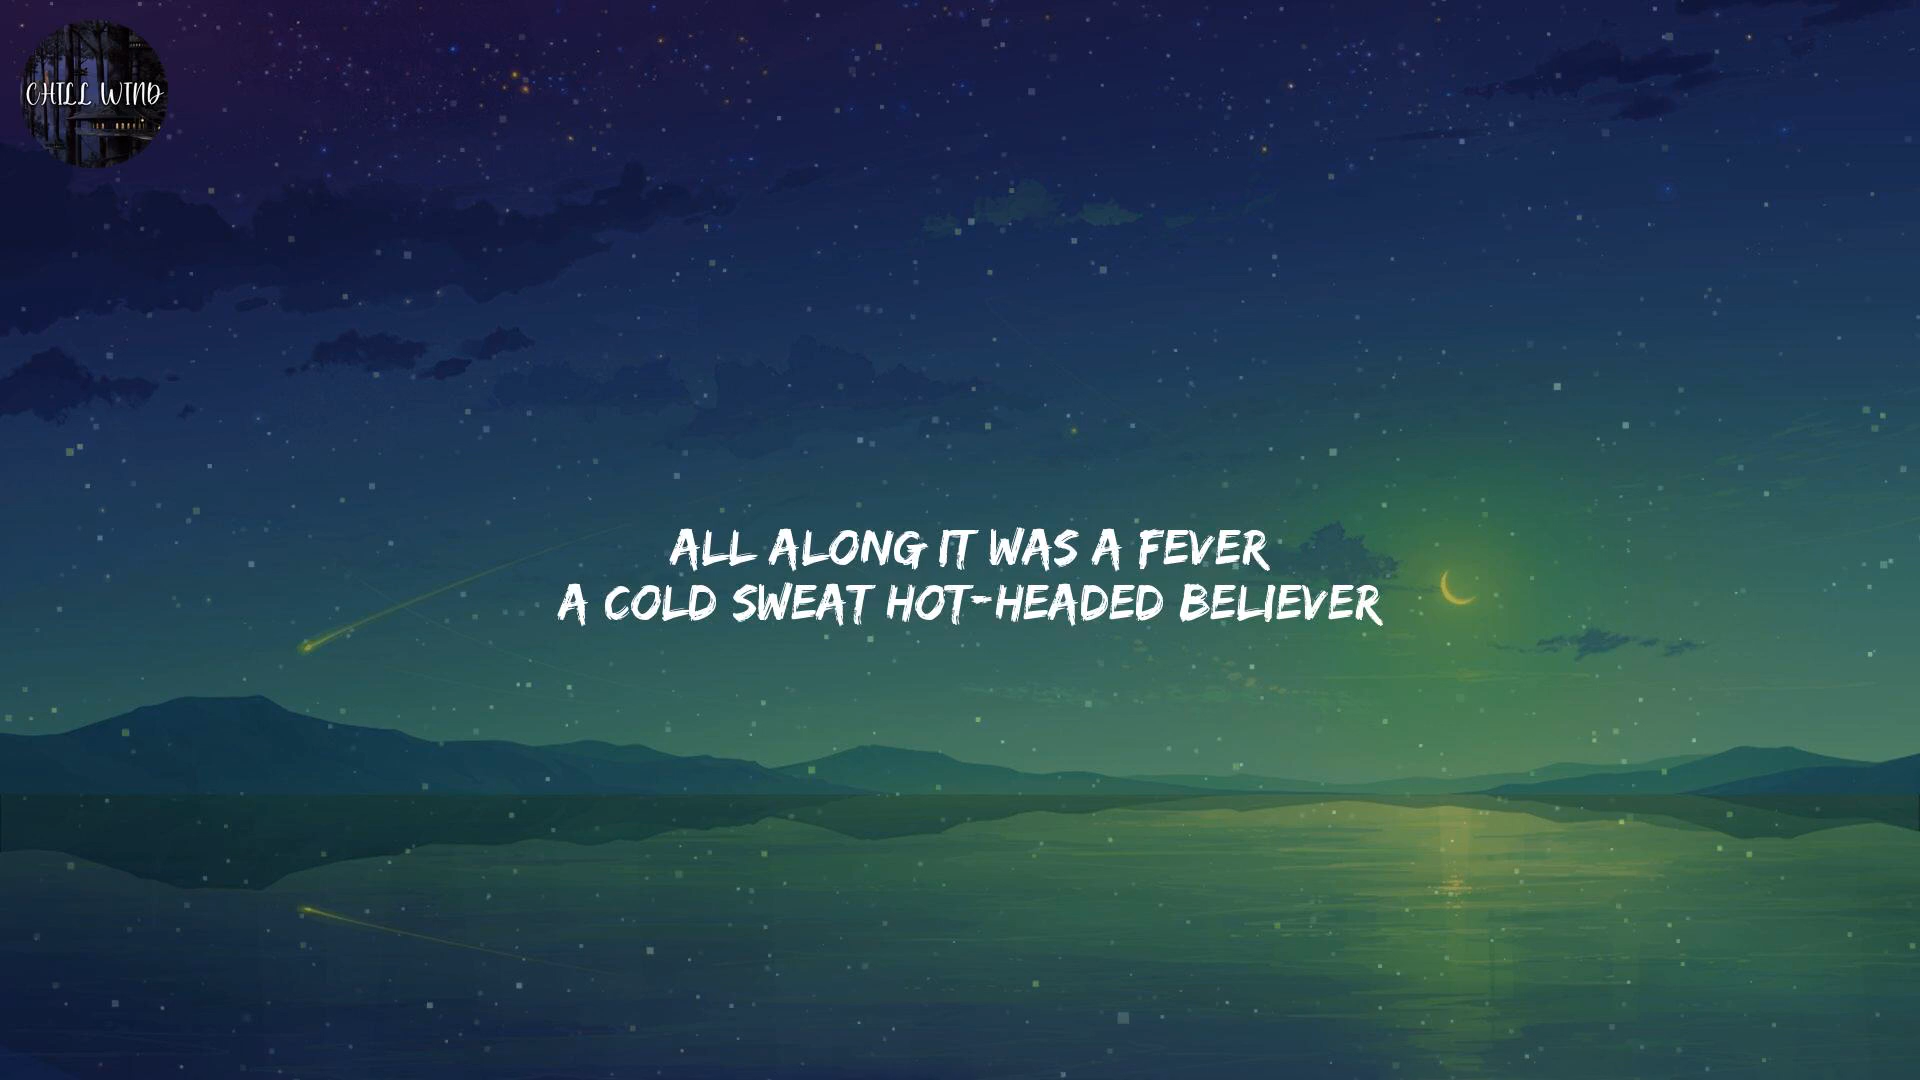 CHILL WIND
ALL ALONG IT WAS A FEVER
A COLD SWEAT HOT-HEADED BELIEVER